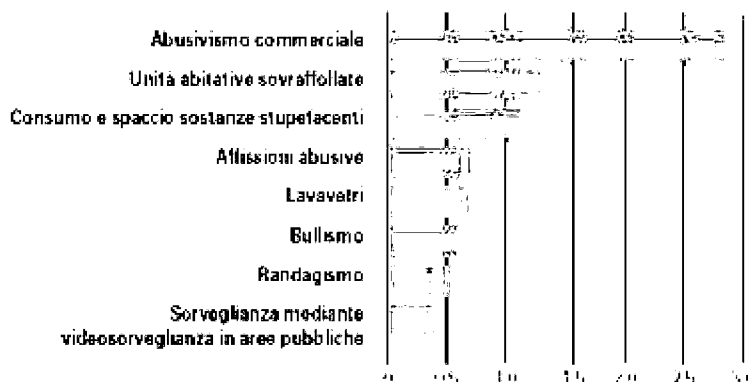 Abusivismo commerciale
Unità abitative sovraffollate
Consumo e spaccio sostanze stupefacenti
Affissioni abusive
Lavavetri
Bullismo
Randagismo
Sorveglianza mediante
videosorveglianza in aree pubbliche